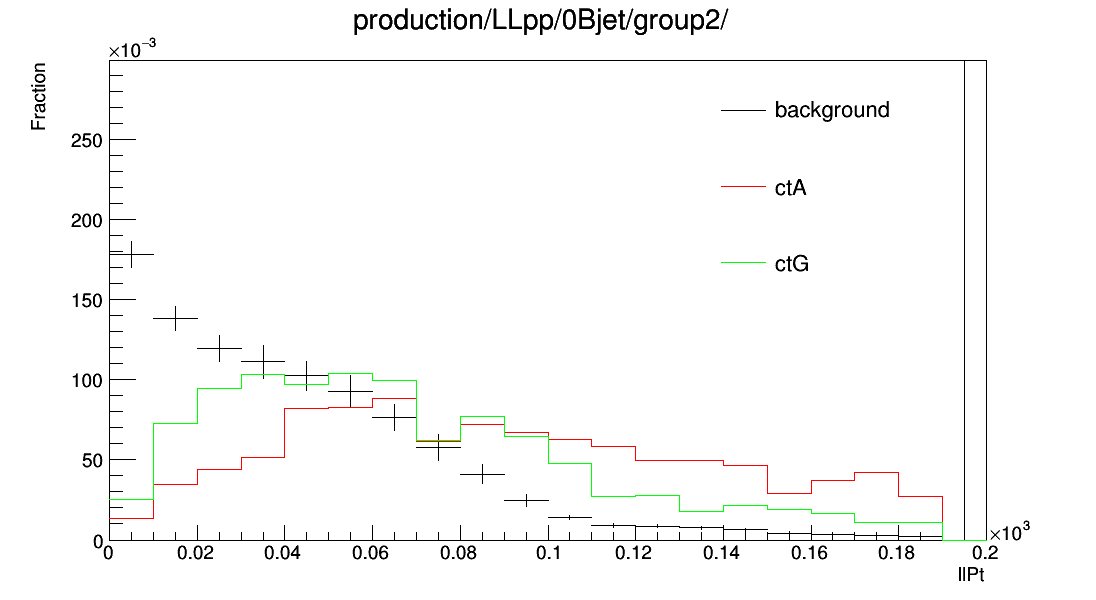 production/LLpp/0Bjet/group2/
×10⁻³
Fraction
250
200
150
100
50
0
background
ctA
ctG
0 0.02 0.04 0.06 0.08 0.1 0.12 0.14 0.16 0.18 0.2
×10³
llPt